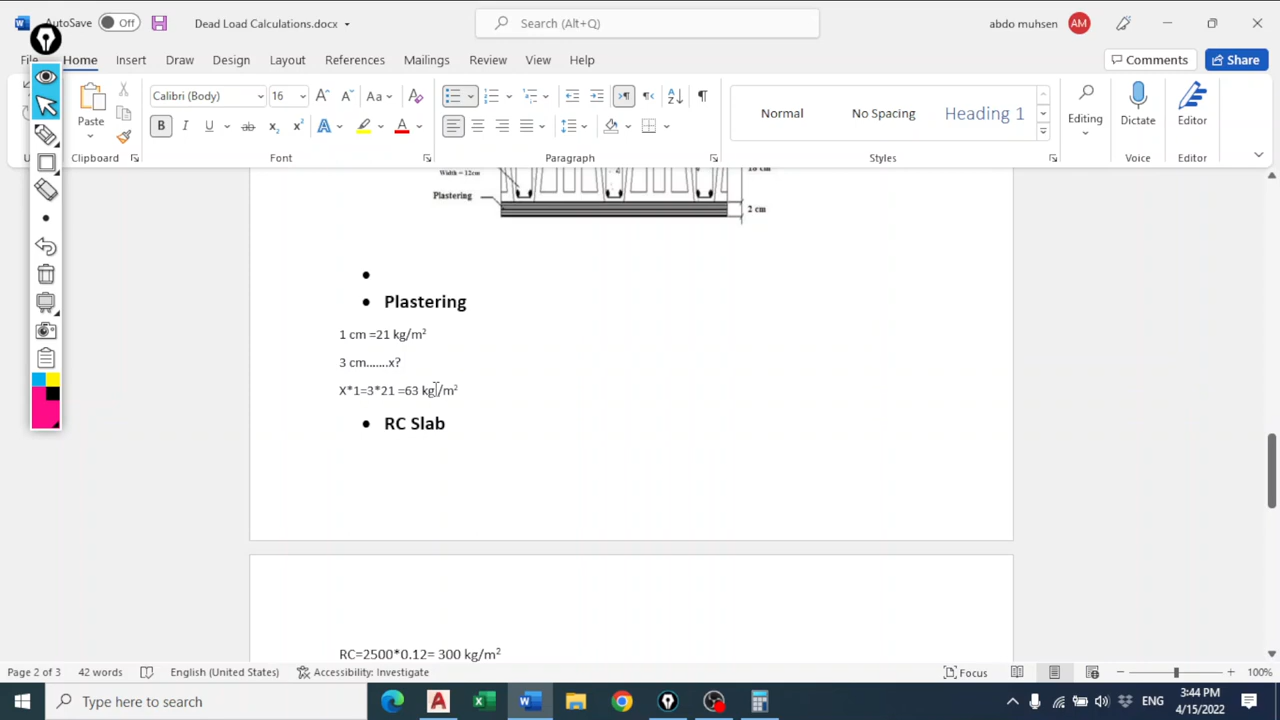 AutoSave Off Dead Load Calculations.docx Search (Alt+Q) abdo muhsen AM
File Home Insert Draw Design Layout References Mailings Review View Help Comments Share
Paste Calibri (Body) 16 Normal No Spacing Heading 1 Editing Dictate Editor
Clipboard Font Paragraph Styles Voice Editor
Width = 12cm
Plastering
2 cm
• Plastering
1 cm =21 kg/m²
3 cm.......x?
X*1=3*21 =63 kg/m²
• RC Slab
RC=2500*0.12= 300 kg/m²
Page 2 of 3 42 words English (United States) Accessibility: Investigate Focus 100%
Type here to search ENG 3:44 PM
4/15/2022